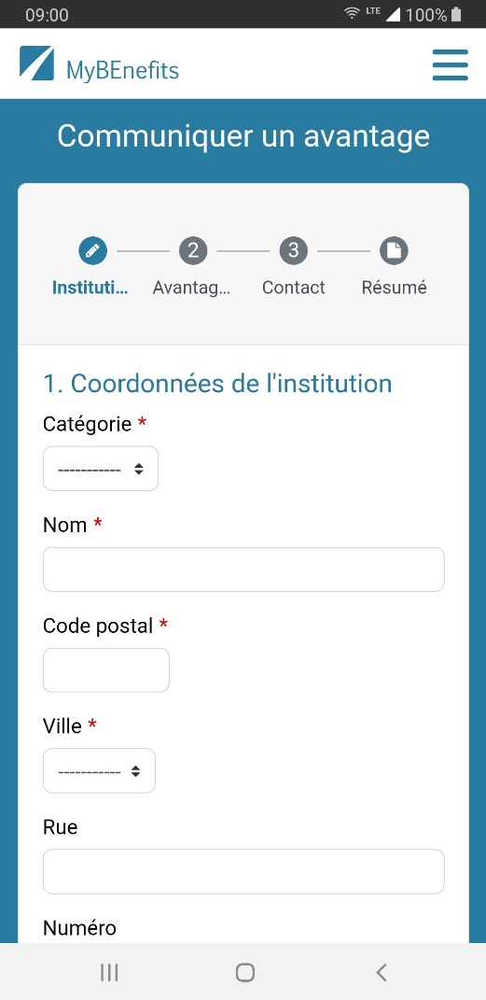 09:00
LTE
100%
MyBEnefits
Communiquer un avantage
2
3
Instituti...
Avantag...
Contact
Résumé
1. Coordonnées de l'institution
Catégorie *
-----------
Nom *
Code postal *
Ville *
-----------
Rue
Numéro